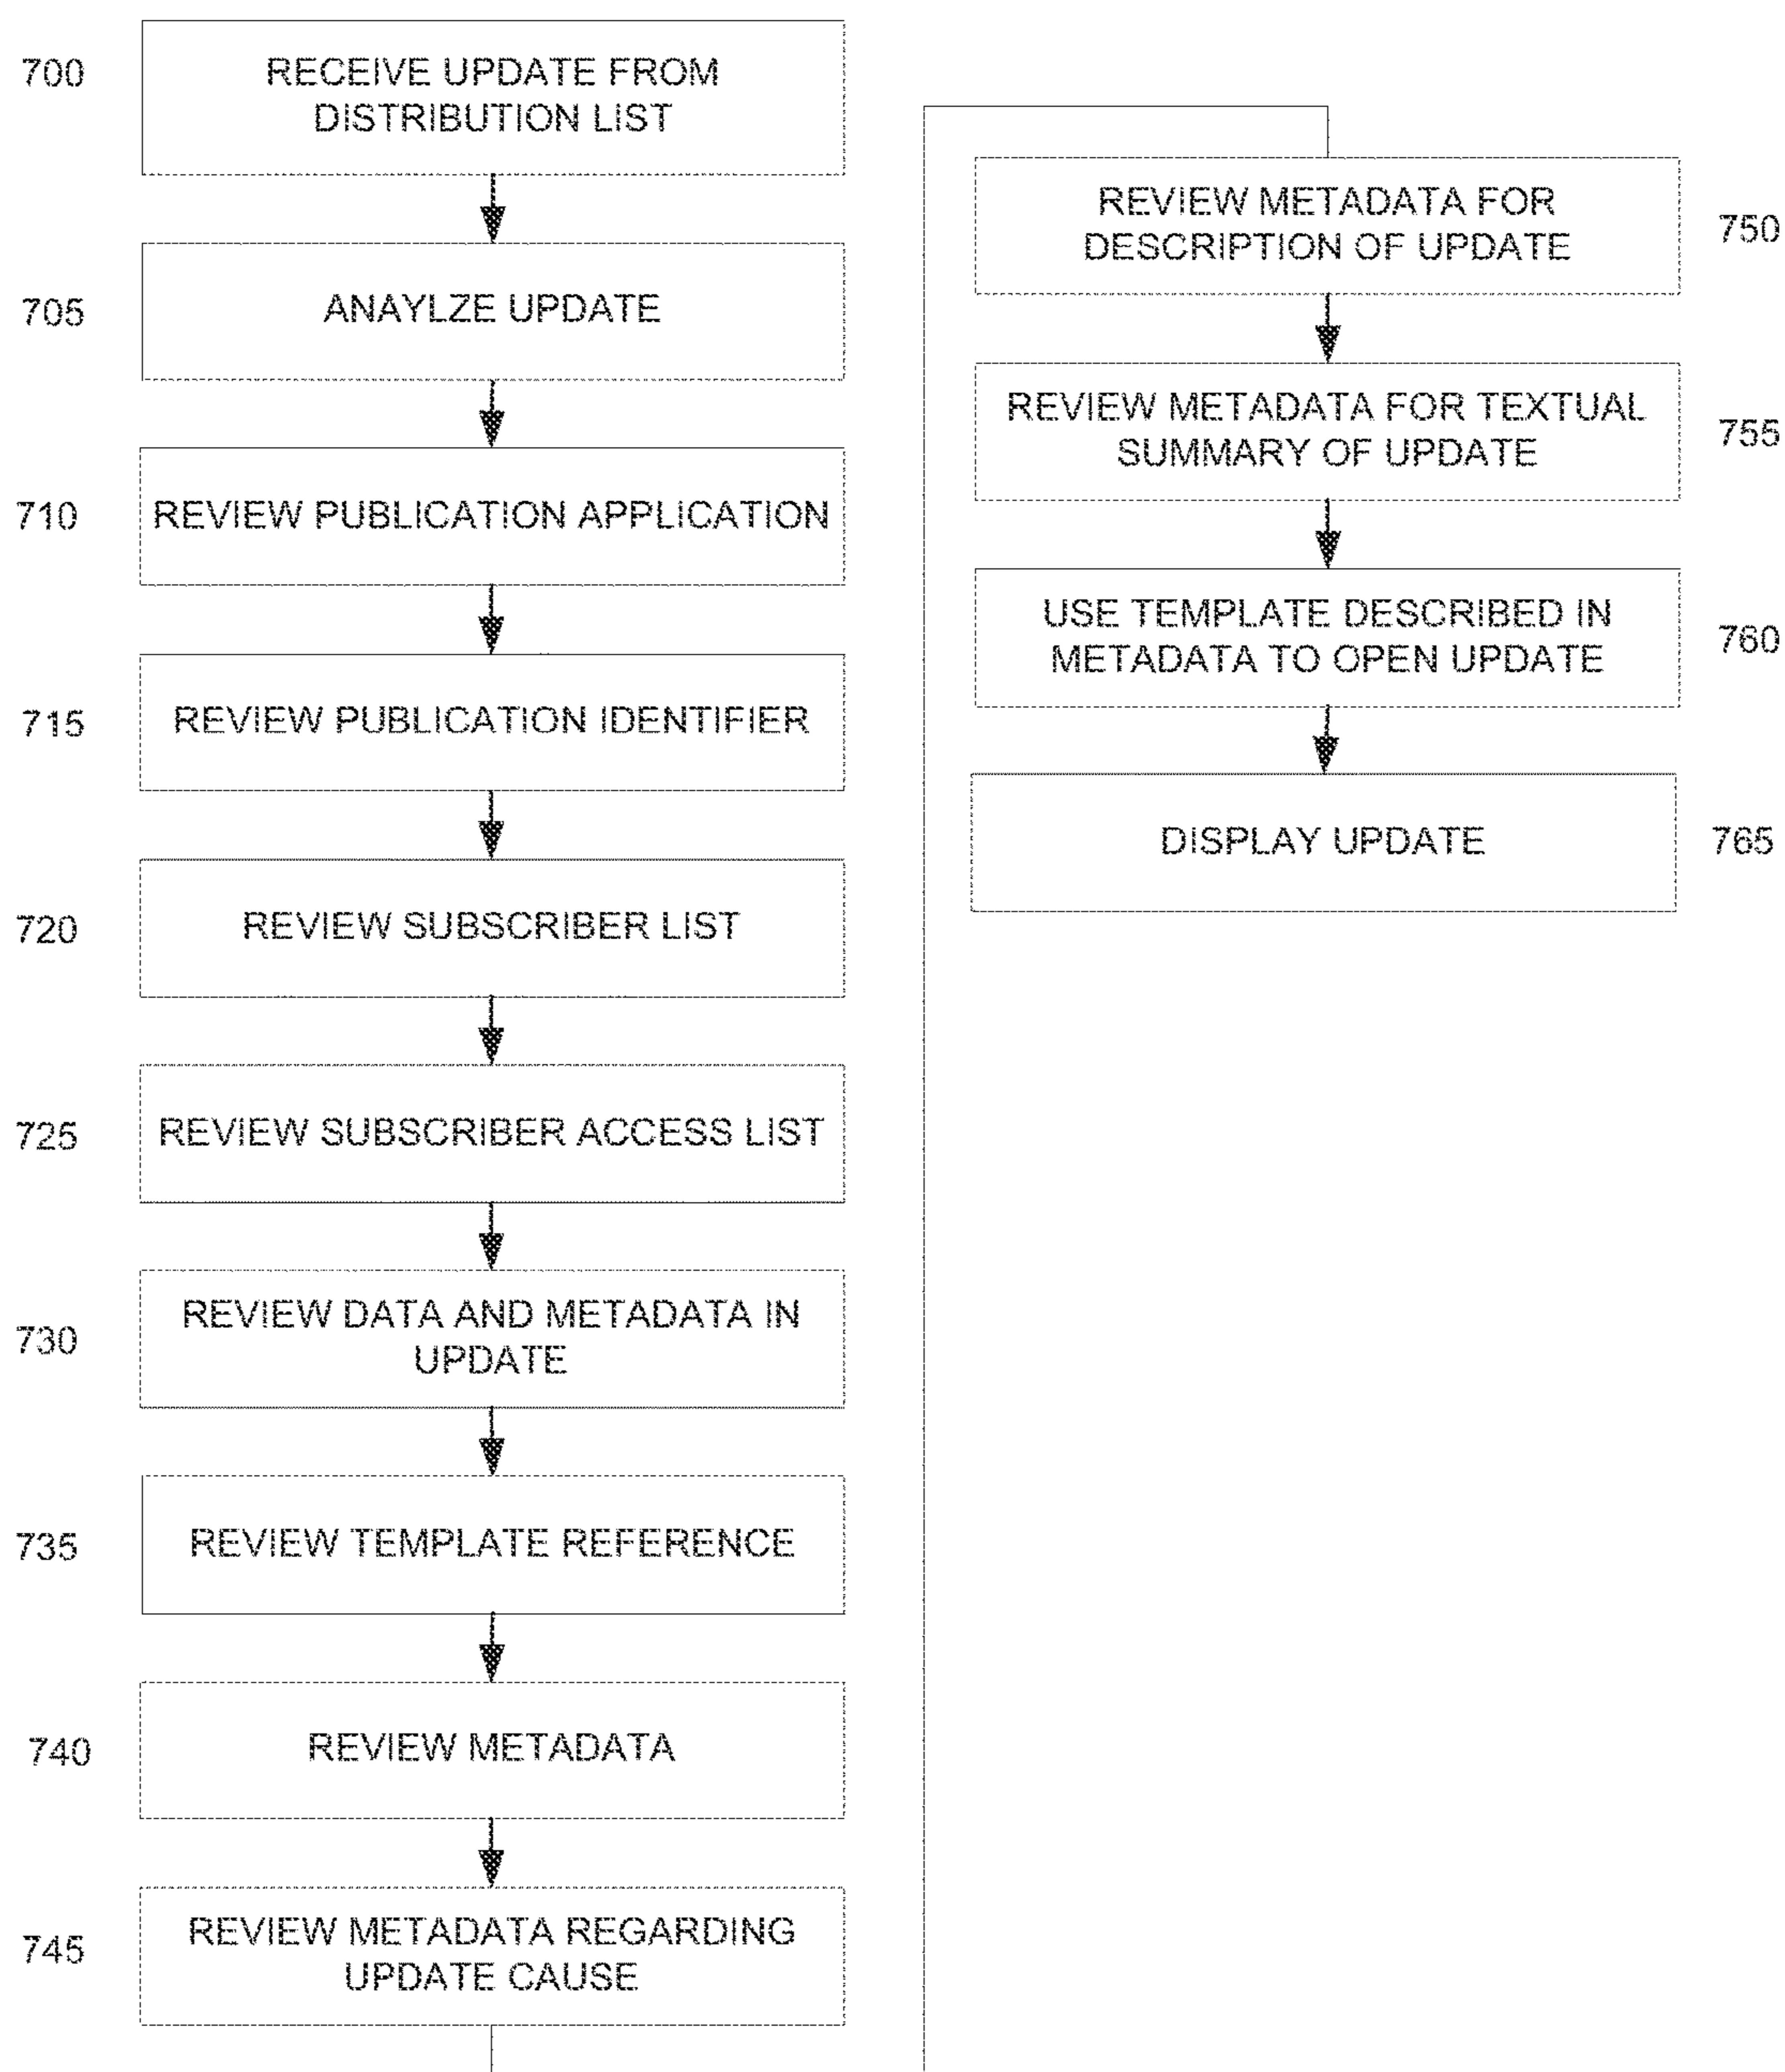 700
RECEIVE UPDATE FROM
DISTRIBUTION LIST
705
ANAYLZE UPDATE
710
REVIEW PUBLICATION APPLICATION
715
REVIEW PUBLICATION IDENTIFIER
720
REVIEW SUBSCRIBER LIST
725
REVIEW SUBSCRIBER ACCESS LIST
730
REVIEW DATA AND METADATA IN
UPDATE
735
REVIEW TEMPLATE REFERENCE
740
REVIEW METADATA
745
REVIEW METADATA REGARDING
UPDATE CAUSE
REVIEW METADATA FOR
DESCRIPTION OF UPDATE
750
REVIEW METADATA FOR TEXTUAL
SUMMARY OF UPDATE
755
USE TEMPLATE DESCRIBED IN
METADATA TO OPEN UPDATE
760
DISPLAY UPDATE
765